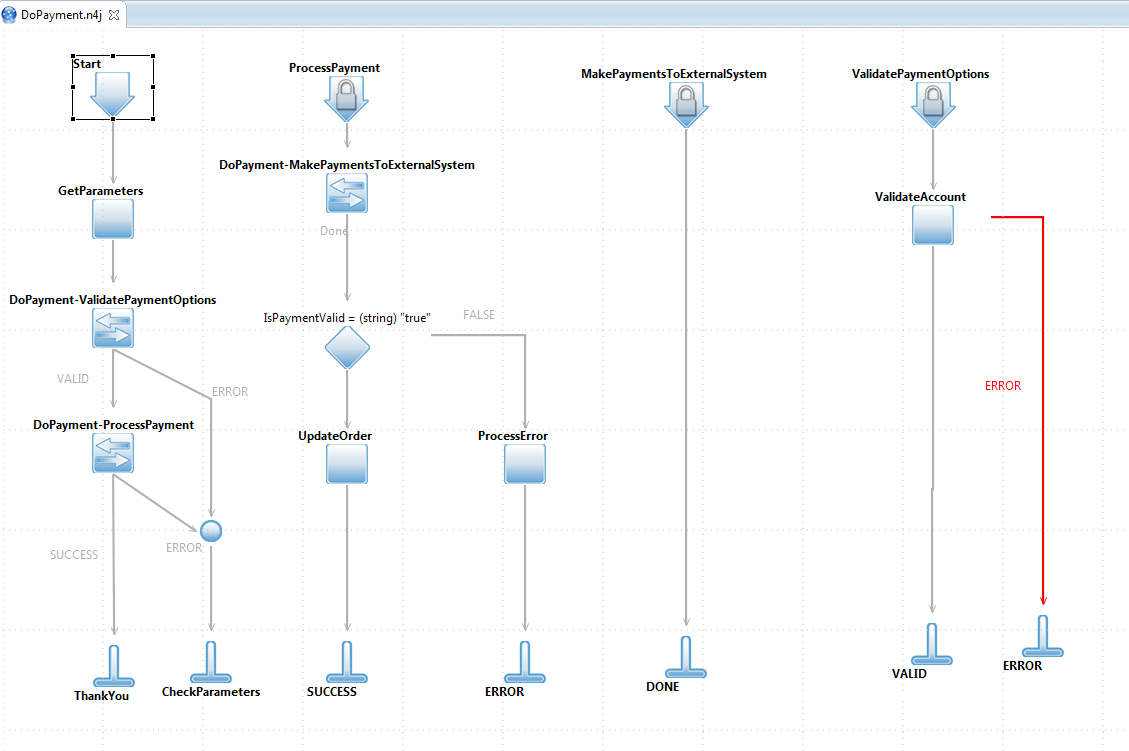 DoPayment.n4j
Start
ProcessPayment
MakePaymentsToExternalSystem
ValidatePaymentOptions
DoPayment-MakePaymentsToExternalSystem
GetParameters
ValidateAccount
Done
DoPayment-ValidatePaymentOptions
IsPaymentValid = (string) "true"
FALSE
VALID
ERROR
ERROR
DoPayment-ProcessPayment
UpdateOrder
ProcessError
SUCCESS
ERROR
ThankYou
CheckParameters
SUCCESS
ERROR
DONE
VALID
ERROR